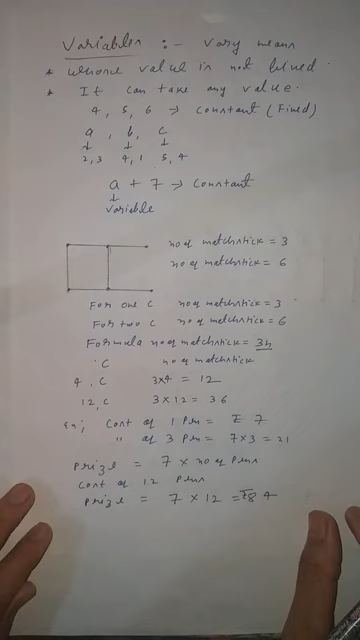 Variables :- vary means
* whonce value is not fixed.
* It can take any value.
4, 5, 6 → Constant (Fixed)
a, b, c
↓ ↓ ↓
2,3 4,1 5,4
a + 7 → Constant
↓
variable
no of matchstick = 3
no of matchstick = 6
For one C no of matchstick = 3
For two C no of matchstick = 6
Formula no of matchstick = 3n
C no of matchstick
4, C 3x4 = 12
12, C 3 x 12 = 36
Ex; Cost of 1 Pen = ₹ 7
" of 3 Pen = 7x3 = 21
Prize = 7 x no of Pens
Cost of 12 Pens
Prize = 7 x 12 = ₹84